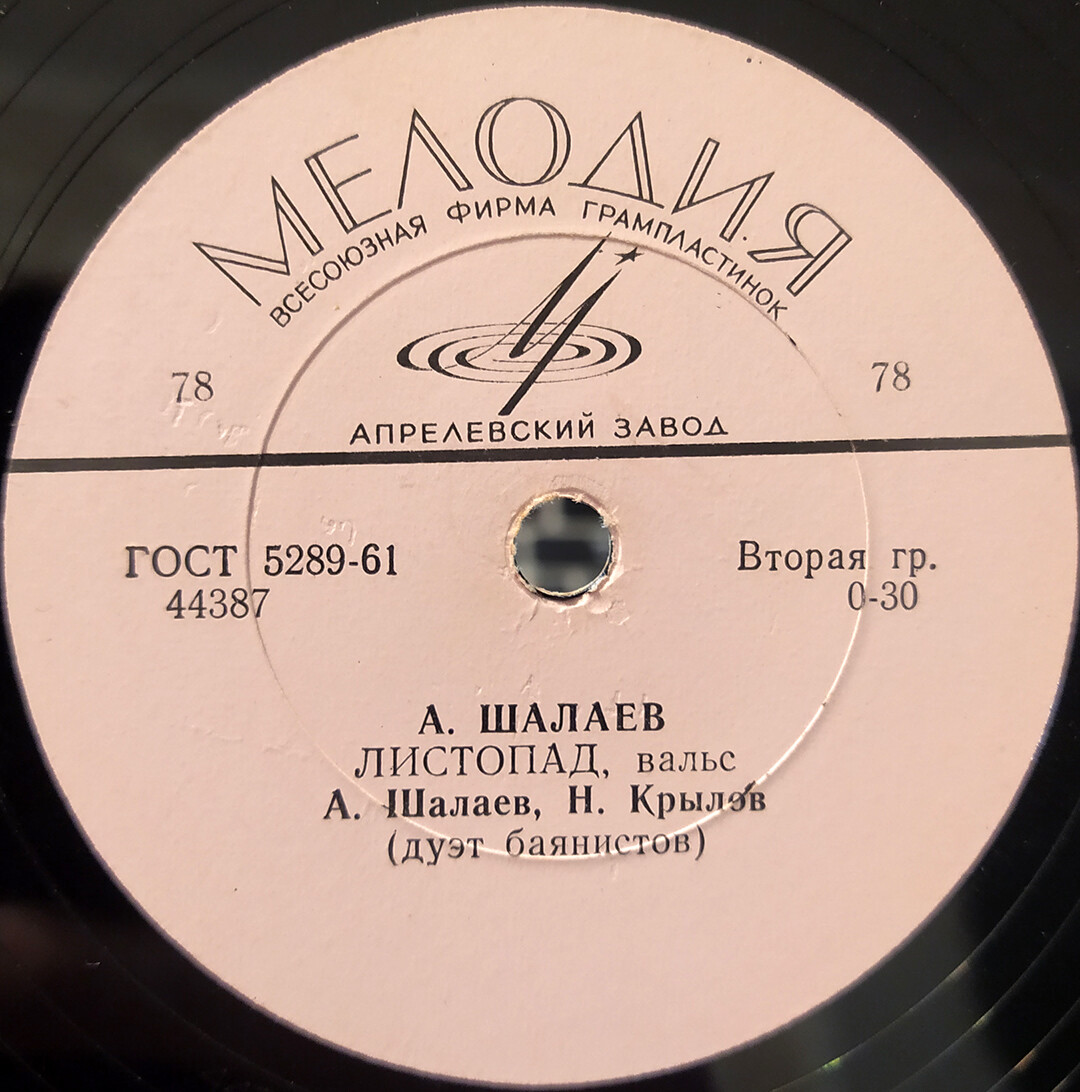 МЕЛОДИЯ
ВСЕСОЮЗНАЯ ФИРМА ГРАМПЛАСТИНОК
78 78
АПРЕЛЕВСКИЙ ЗАВОД
ГОСТ 5289-61 Вторая гр.
44387 0-30
А. ШАЛАЕВ
ЛИСТОПАД, вальс
А. Шалаев, Н. Крылов
(дуэт баянистов)